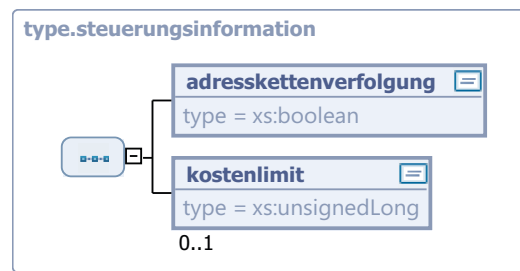 type.steuerungsinformation
adresskettenverfolgung
type = xs:boolean
kostenlimit
type = xs:unsignedLong
0..1